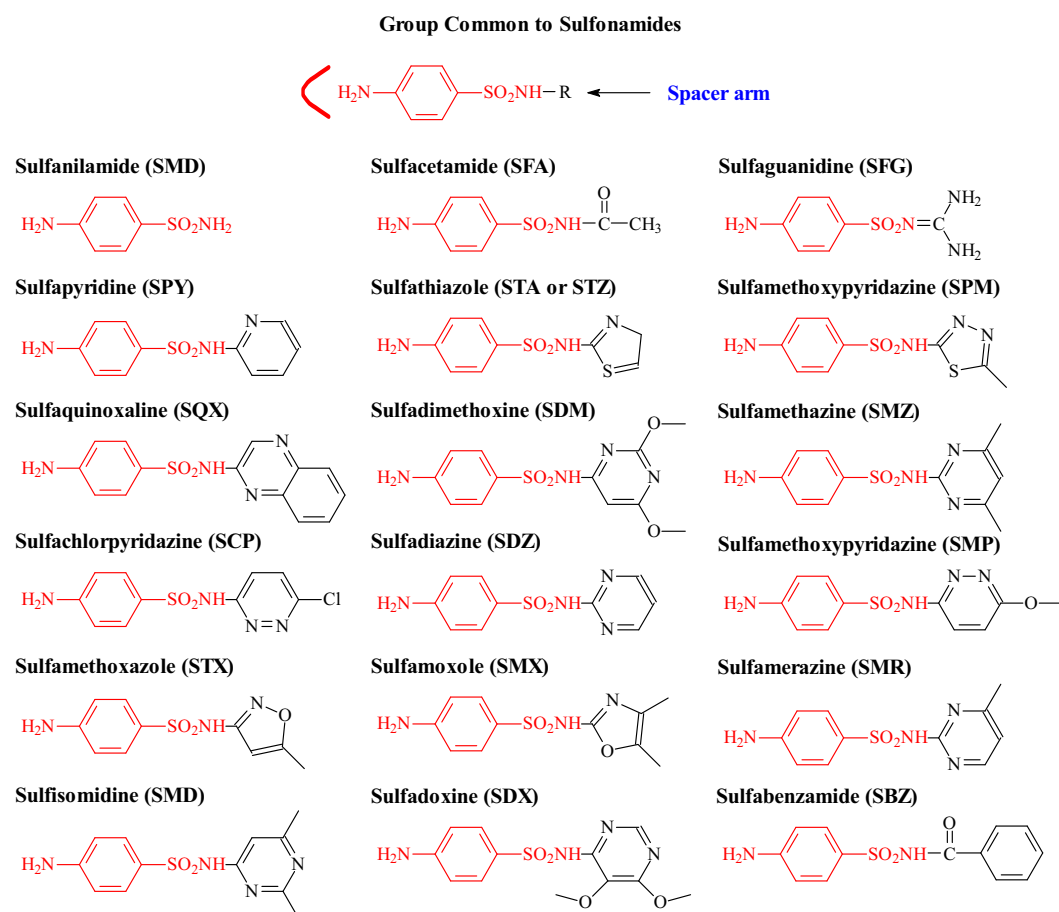 Group Common to Sulfonamides
H₂N SO₂NH R Spacer arm
Sulfanilamide (SMD) Sulfacetamide (SFA) Sulfaguanidine (SFG)
H₂N SO₂NH₂
H₂N SO₂NH C O CH₃
H₂N SO₂N C NH₂ NH₂
Sulfapyridine (SPY) Sulfathiazole (STA or STZ) Sulfamethoxypyridazine (SPM)
H₂N SO₂NH N
H₂N SO₂NH N S
H₂N SO₂NH N N S
Sulfaquinoxaline (SQX) Sulfadimethoxine (SDM) Sulfamethazine (SMZ)
H₂N SO₂NH N N
H₂N SO₂NH O N N O
H₂N SO₂NH N N
Sulfachlorpyridazine (SCP) Sulfadiazine (SDZ) Sulfamethoxypyridazine (SMP)
H₂N SO₂NH N N Cl
H₂N SO₂NH N N
H₂N SO₂NH N N O
Sulfamethoxazole (STX) Sulfamoxole (SMX) Sulfamerazine (SMR)
H₂N SO₂NH N O
H₂N SO₂NH N O
H₂N SO₂NH N N
Sulfisomidine (SMD) Sulfadoxine (SDX) Sulfabenzamide (SBZ)
H₂N SO₂NH N N
H₂N SO₂NH N N O O
H₂N SO₂NH C O